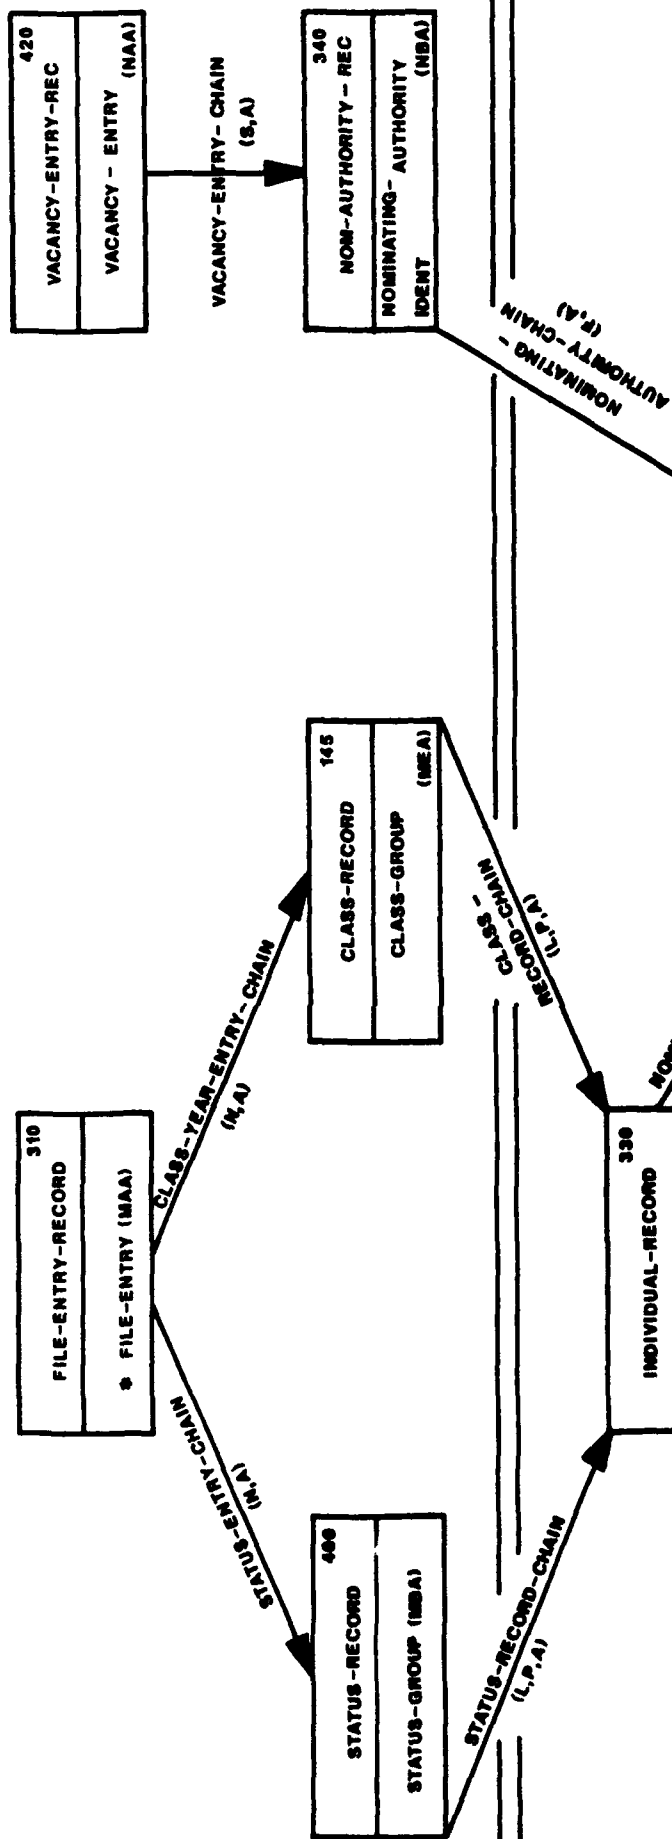 310
FILE-ENTRY-RECORD
* FILE-ENTRY (MAA)
420
VACANCY-ENTRY-REC
VACANCY-ENTRY
(NAA)
STATUS-ENTRY-CHAIN
(N,A)
CLASS-YEAR-ENTRY-CHAIN
(N,A)
VACANCY-ENTRY-CHAIN
(S,A)
400
STATUS-RECORD
STATUS-GROUP (MBA)
145
CLASS-RECORD
CLASS-GROUP
(MEA)
340
NOM-AUTHORITY-REC
NOMINATING-
AUTHORITY
IDENT
(NBA)
STATUS-RECORD-CHAIN
(L,P,A)
CLASS-
RECORD-CHAIN
(L,P,A)
NOMINATING-
AUTHORITY-CHAIN
(F,A)
330
INDIVIDUAL-RECORD